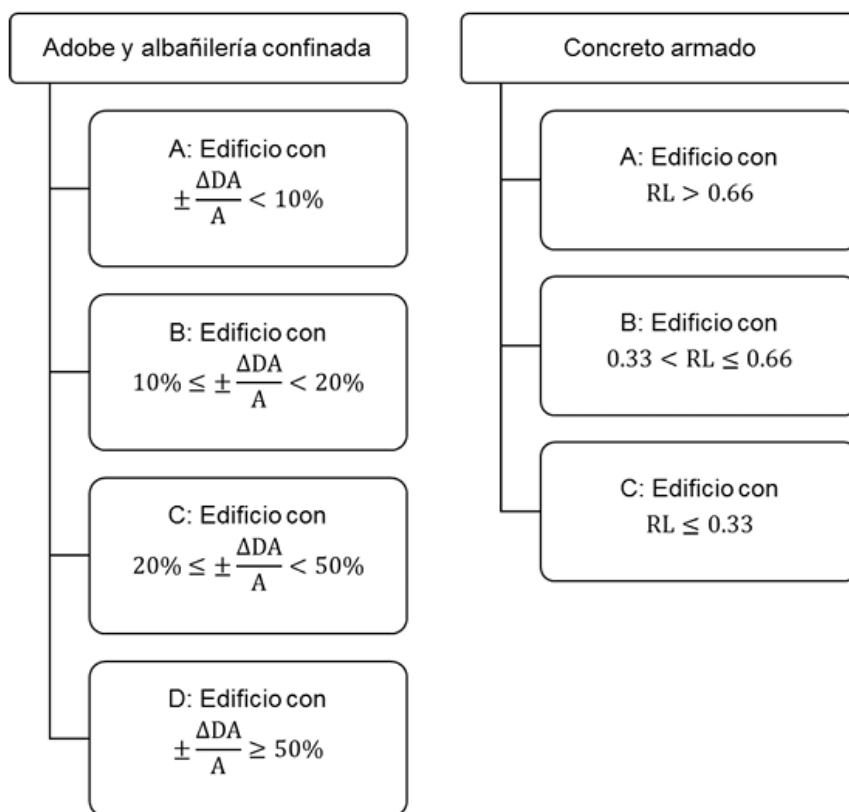 Adobe y albañilería confinada
A: Edificio con
± ΔDA/A < 10%
B: Edificio con
10% ≤ ± ΔDA/A < 20%
C: Edificio con
20% ≤ ± ΔDA/A < 50%
D: Edificio con
± ΔDA/A ≥ 50%
Concreto armado
A: Edificio con
RL > 0.66
B: Edificio con
0.33 < RL ≤ 0.66
C: Edificio con
RL ≤ 0.33